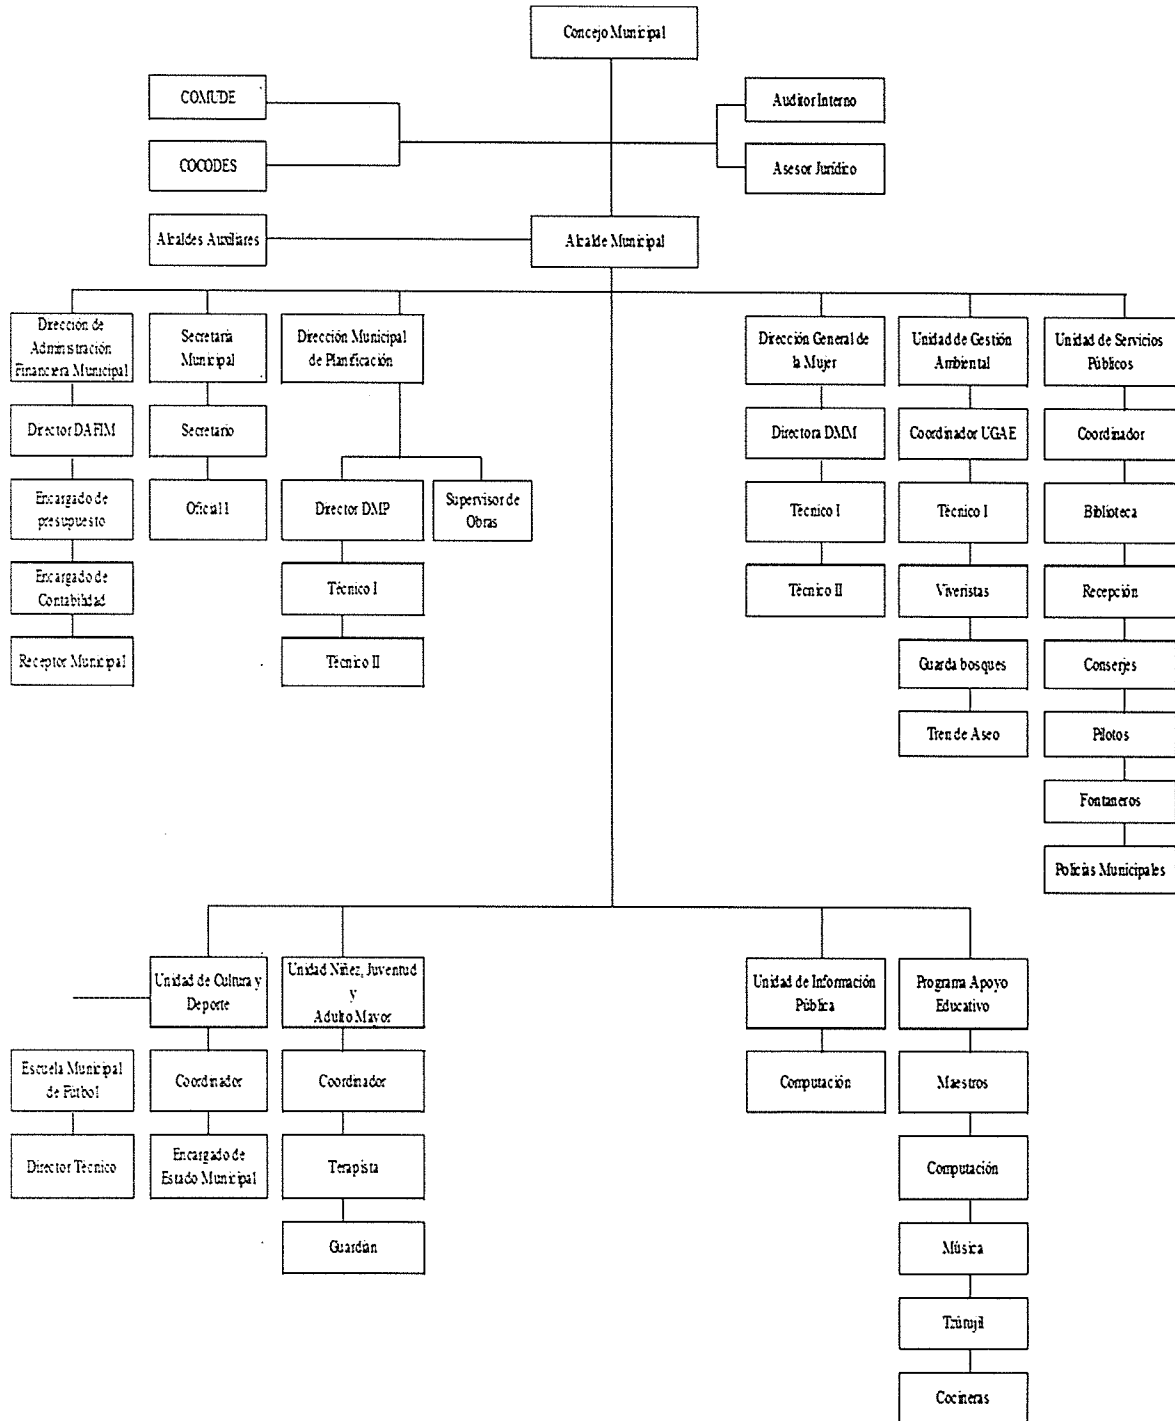 Concejo Municipal
COMUDE
Auditor Interno
COCODES
Asesor Jurídico
Alcaldes Auxiliares
Alcalde Municipal
Dirección de
Administración
Financiera Municipal
Secretaria
Municipal
Dirección Municipal
de Planificación
Dirección General de
la Mujer
Unidad de Gestión
Ambiental
Unidad de Servicios
Públicos
Director DAFIM
Secretario
Directora DMM
Coordinador UGAE
Coordinador
Encargado de
presupuesto
Oficial I
Director DMP
Supervisor de
Obras
Técnico I
Técnico I
Biblioteca
Encargado de
Contabilidad
Técnico I
Técnico II
Viveristas
Recepción
Receptor Municipal
Técnico II
Guarda bosques
Conserjes
Tren de Aseo
Pilotos
Fontaneros
Policías Municipales
Unidad de Cultura y
Deporte
Unidad Niñez, Juventud
y
Adulto Mayor
Unidad de Información
Pública
Programa Apoyo
Educativo
Escuela Municipal
de Fútbol
Coordinador
Coordinador
Computación
Maestros
Director Técnico
Encargado de
Estado Municipal
Terapista
Computación
Guardián
Música
Tzútujil
Cocineras